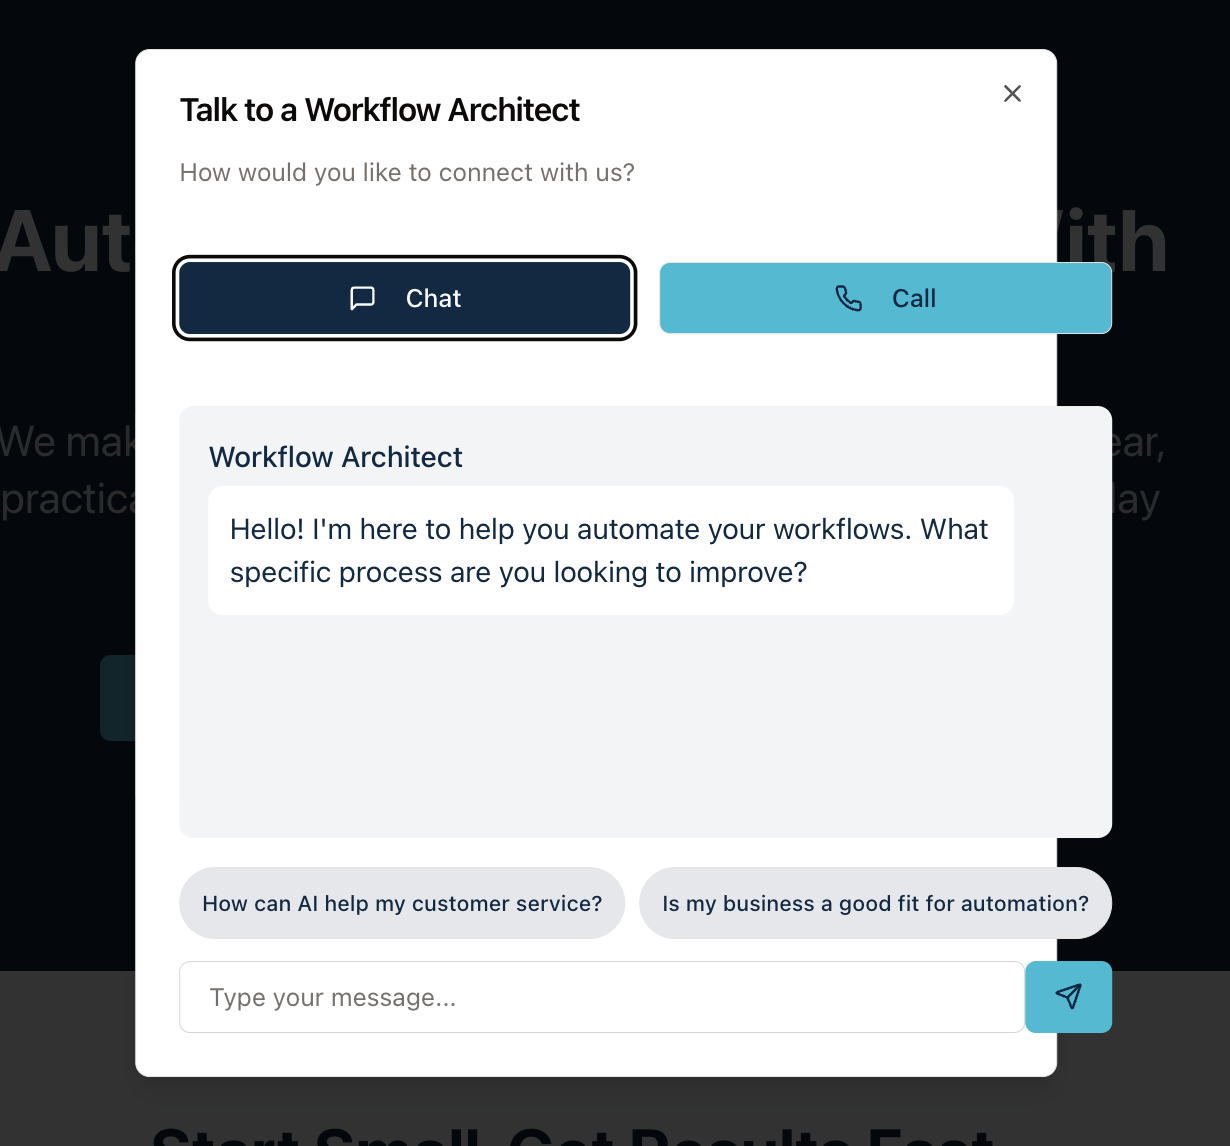 Talk to a Workflow Architect
How would you like to connect with us?
Aut
ith
Chat
Call
We mak
ear,
practica
lay
Workflow Architect
Hello! I'm here to help you automate your workflows. What
specific process are you looking to improve?
How can AI help my customer service?
Is my business a good fit for automation?
Type your message...
Start Small, Get Results Fast